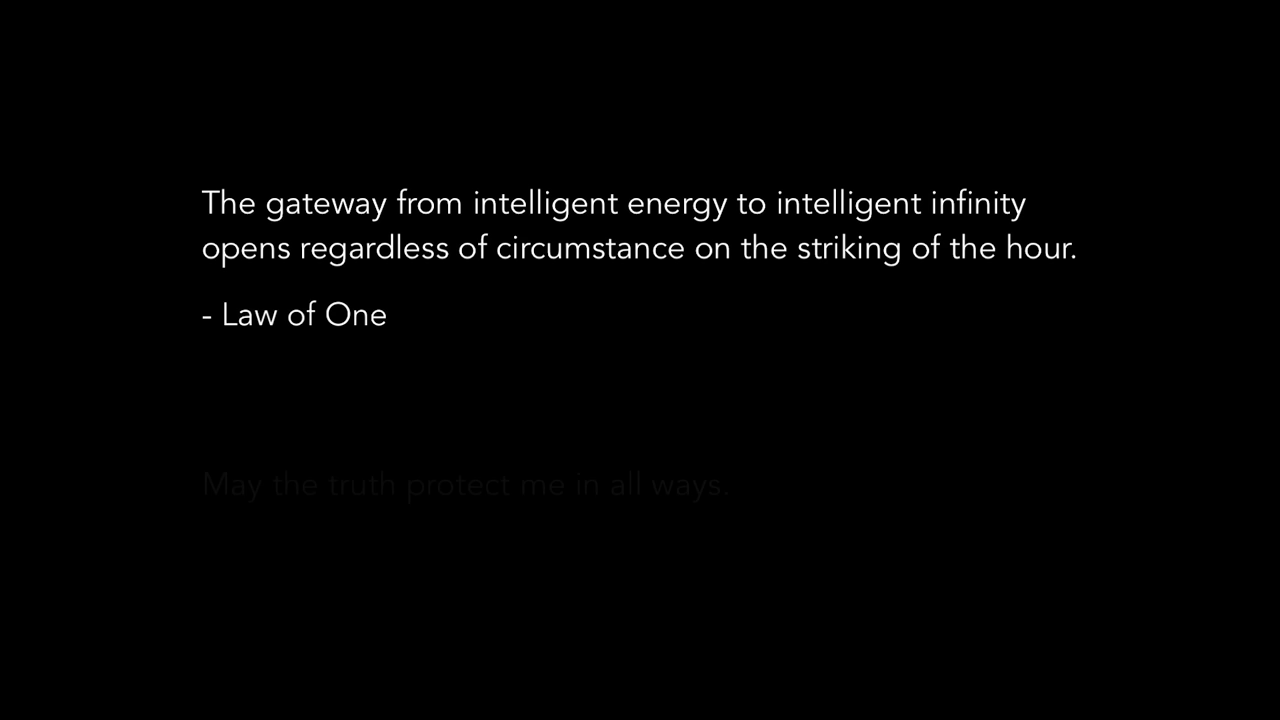 The gateway from intelligent energy to intelligent infinity
opens regardless of circumstance on the striking of the hour.
- Law of One
May the truth protect me in all ways.